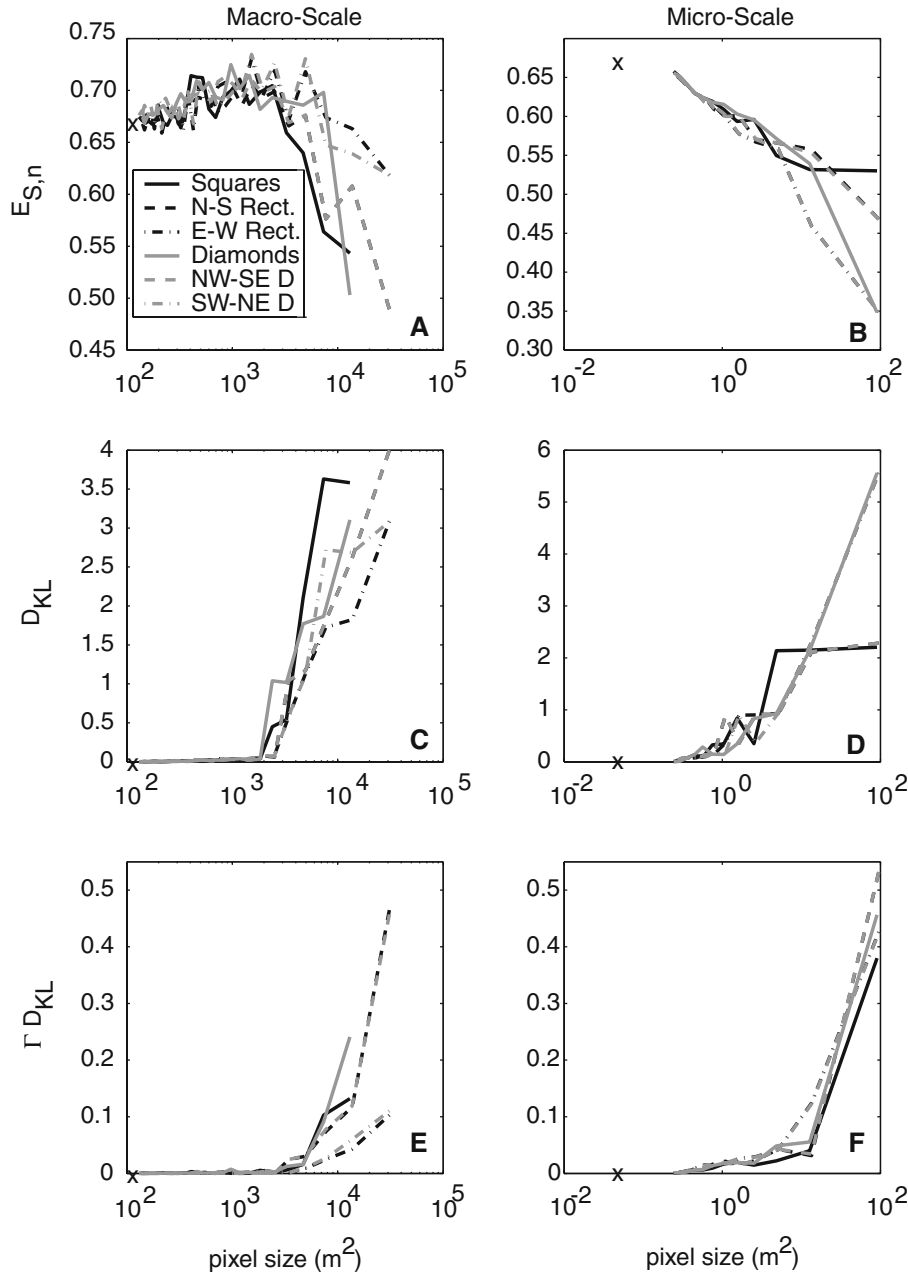 Macro-Scale
Micro-Scale
0.75
0.70
0.65
0.60
0.55
0.50
0.45
E_{S,n}
Squares
N-S Rect.
E-W Rect.
Diamonds
NW-SE D
SW-NE D
x
A
10^2
10^3
10^4
10^5
0.65
0.60
0.55
0.50
0.45
0.40
0.35
0.30
x
B
10^{-2}
10^0
10^2
4
3.5
3
2.5
2
1.5
1
0.5
0
D_{KL}
x
C
10^2
10^3
10^4
10^5
6
5
4
3
2
1
0
x
D
10^{-2}
10^0
10^2
0.5
0.4
0.3
0.2
0.1
0
Γ D_{KL}
x
E
10^2
10^3
10^4
10^5
pixel size (m^2)
0.5
0.4
0.3
0.2
0.1
0
x
F
10^{-2}
10^0
10^2
pixel size (m^2)